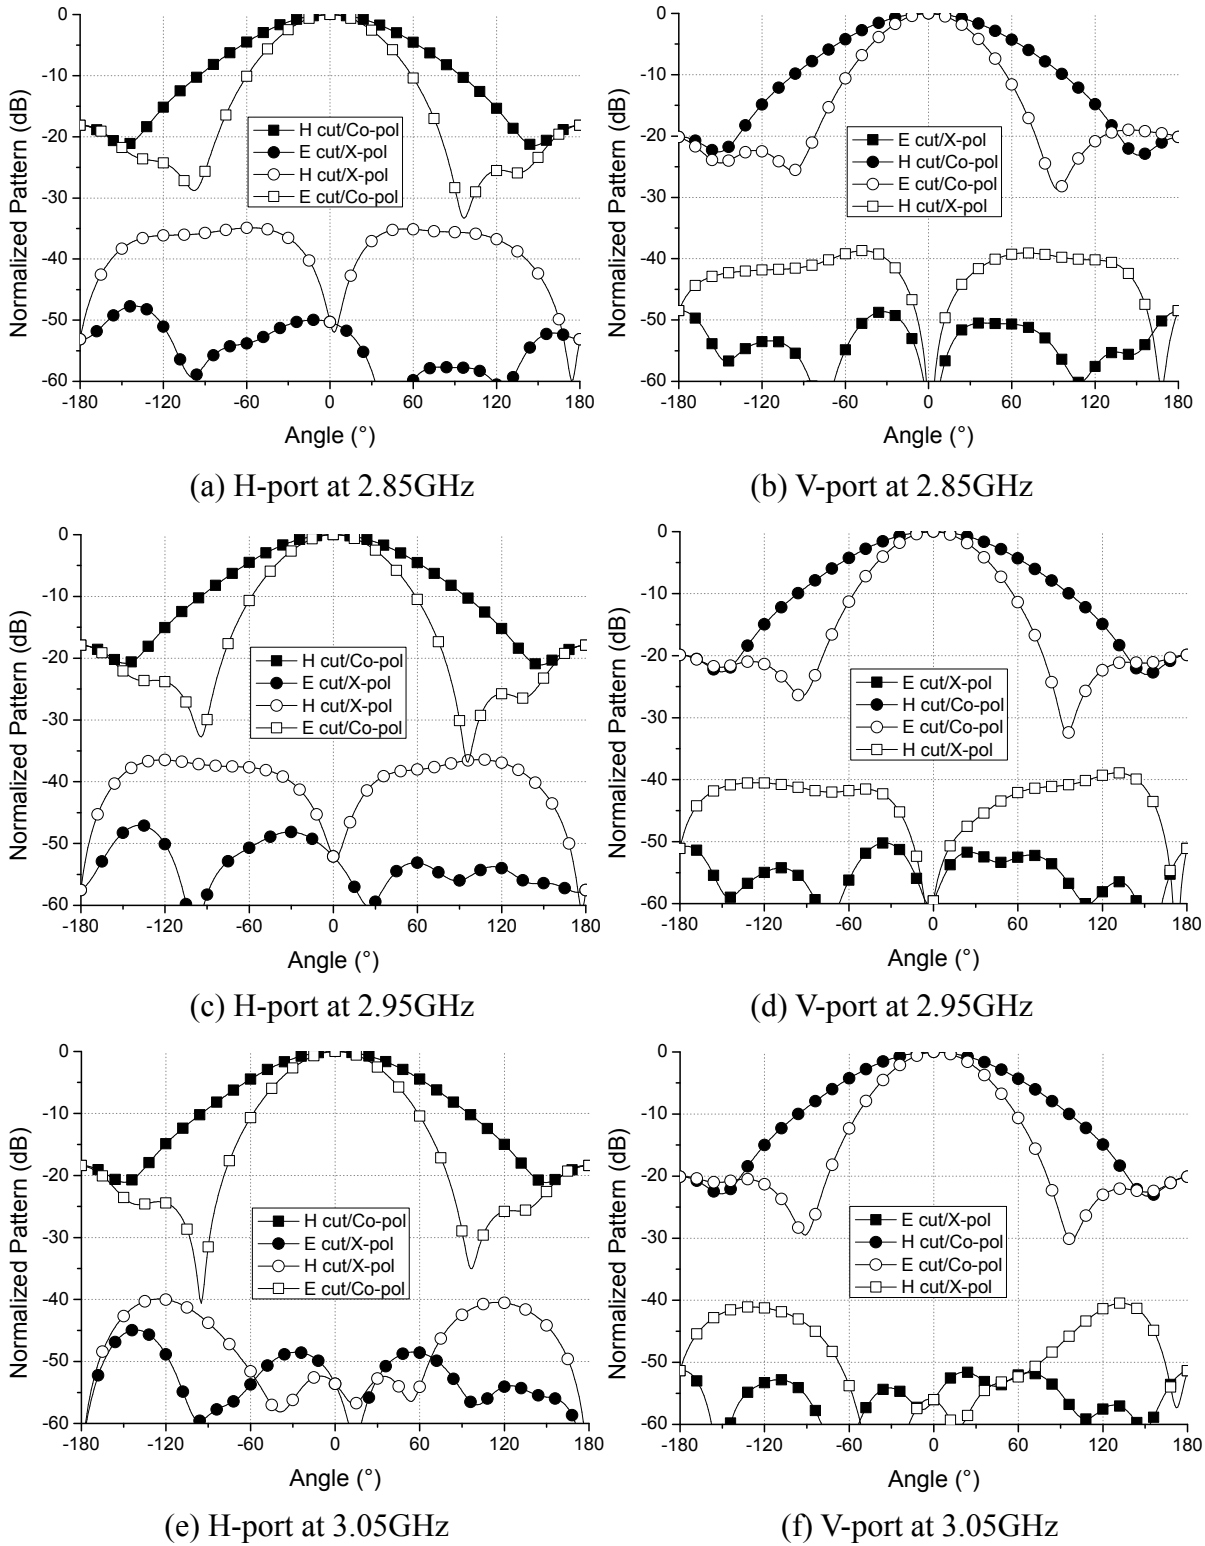 Normalized Pattern (dB)
0
-10
-20
-30
-40
-50
-60
H cut/Co-pol
E cut/X-pol
H cut/X-pol
E cut/Co-pol
-180 -120 -60 0 60 120 180
Angle (°)
(a) H-port at 2.85GHz
Normalized Pattern (dB)
0
-10
-20
-30
-40
-50
-60
E cut/X-pol
H cut/Co-pol
E cut/Co-pol
H cut/X-pol
-180 -120 -60 0 60 120 180
Angle (°)
(b) V-port at 2.85GHz
Normalized Pattern (dB)
0
-10
-20
-30
-40
-50
-60
H cut/Co-pol
E cut/X-pol
H cut/X-pol
E cut/Co-pol
-180 -120 -60 0 60 120 180
Angle (°)
(c) H-port at 2.95GHz
Normalized Pattern (dB)
0
-10
-20
-30
-40
-50
-60
E cut/X-pol
H cut/Co-pol
E cut/Co-pol
H cut/X-pol
-180 -120 -60 0 60 120 180
Angle (°)
(d) V-port at 2.95GHz
Normalized Pattern (dB)
0
-10
-20
-30
-40
-50
-60
H cut/Co-pol
E cut/X-pol
H cut/X-pol
E cut/Co-pol
-180 -120 -60 0 60 120 180
Angle (°)
(e) H-port at 3.05GHz
Normalized Pattern (dB)
0
-10
-20
-30
-40
-50
-60
E cut/X-pol
H cut/Co-pol
E cut/Co-pol
H cut/X-pol
-180 -120 -60 0 60 120 180
Angle (°)
(f) V-port at 3.05GHz